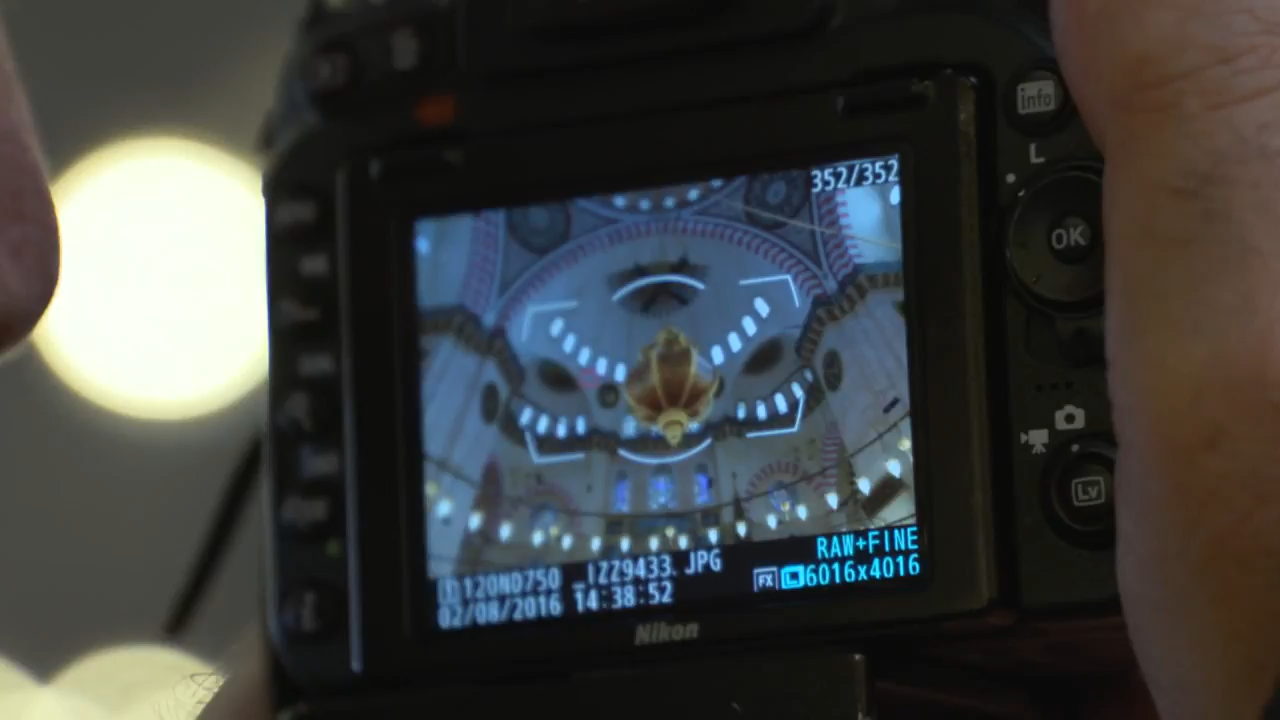 info
352/352
L
OK
RAW+FINE
120ND750 _IZZ9433.JPG
FX L 6016x4016
02/08/2016 14:38:52
Lv
Nikon